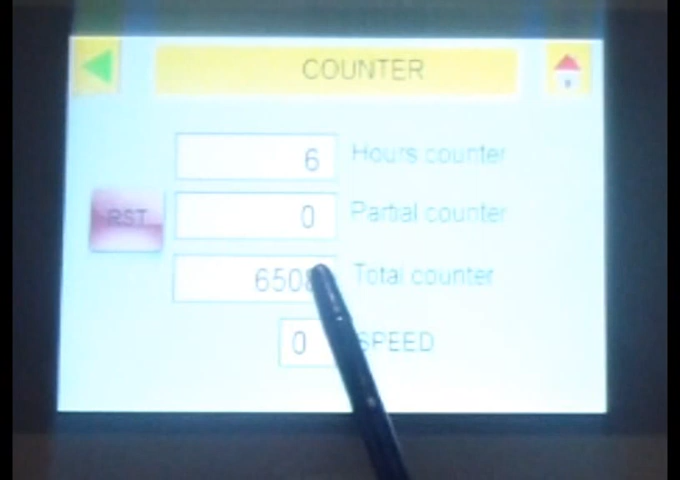 COUNTER
6 Hours counter
RST
0 Partial counter
Total counter
0 SPEED